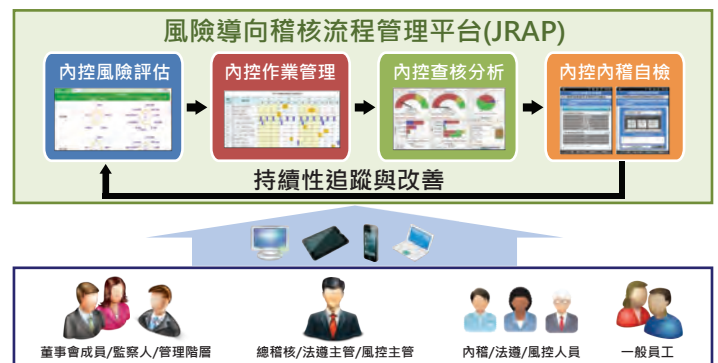 風險導向稽核流程管理平台(JRAP)
內控風險評估
內控作業管理
內控查核分析
內控內稽自檢
持續性追蹤與改善
董事會成員/監察人/管理階層
總稽核/法遵主管/風控主管
內稽/法遵/風控人員
一般員工